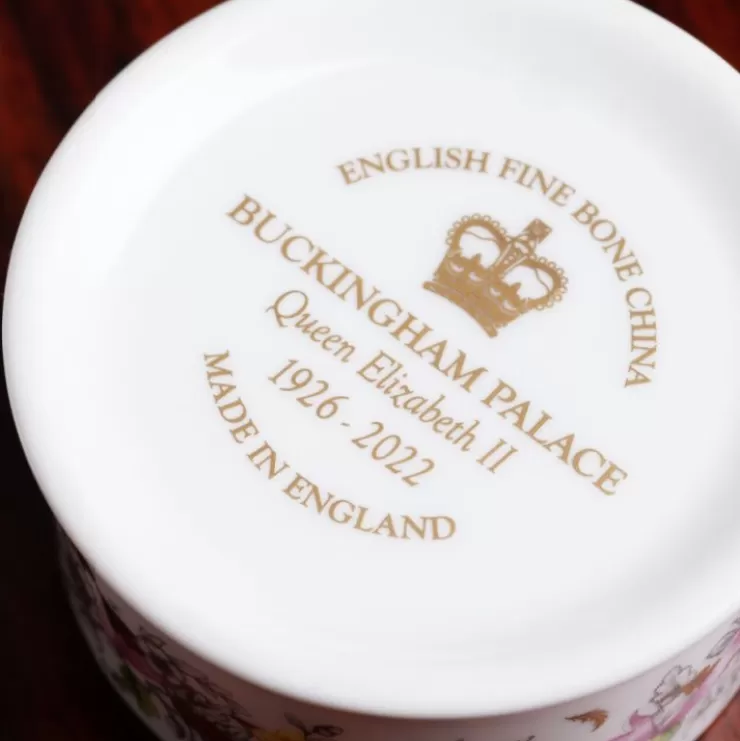 ENGLISH FINE BONE CHINA
BUCKINGHAM PALACE
Queen Elizabeth II
1926 - 2022
MADE IN ENGLAND